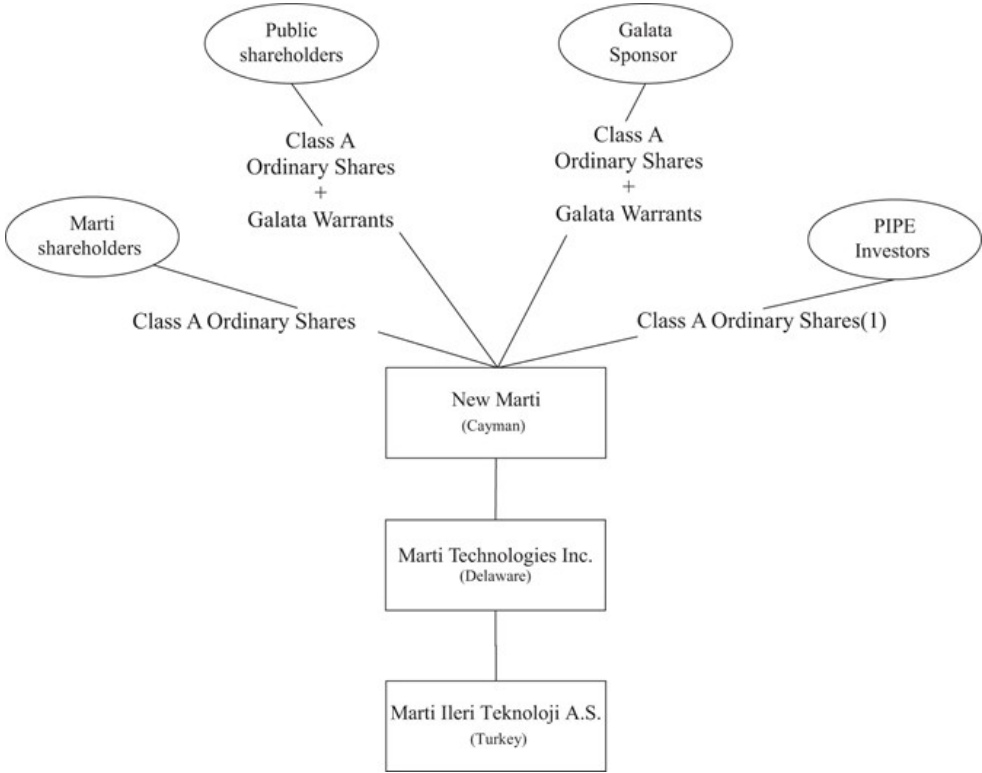 Public
shareholders
Galata
Sponsor
Class A
Ordinary Shares
+
Galata Warrants
Class A
Ordinary Shares
+
Galata Warrants
Marti
shareholders
PIPE
Investors
Class A Ordinary Shares
Class A Ordinary Shares(1)
New Marti
(Cayman)
Marti Technologies Inc.
(Delaware)
Marti Ileri Teknoloji A.S.
(Turkey)